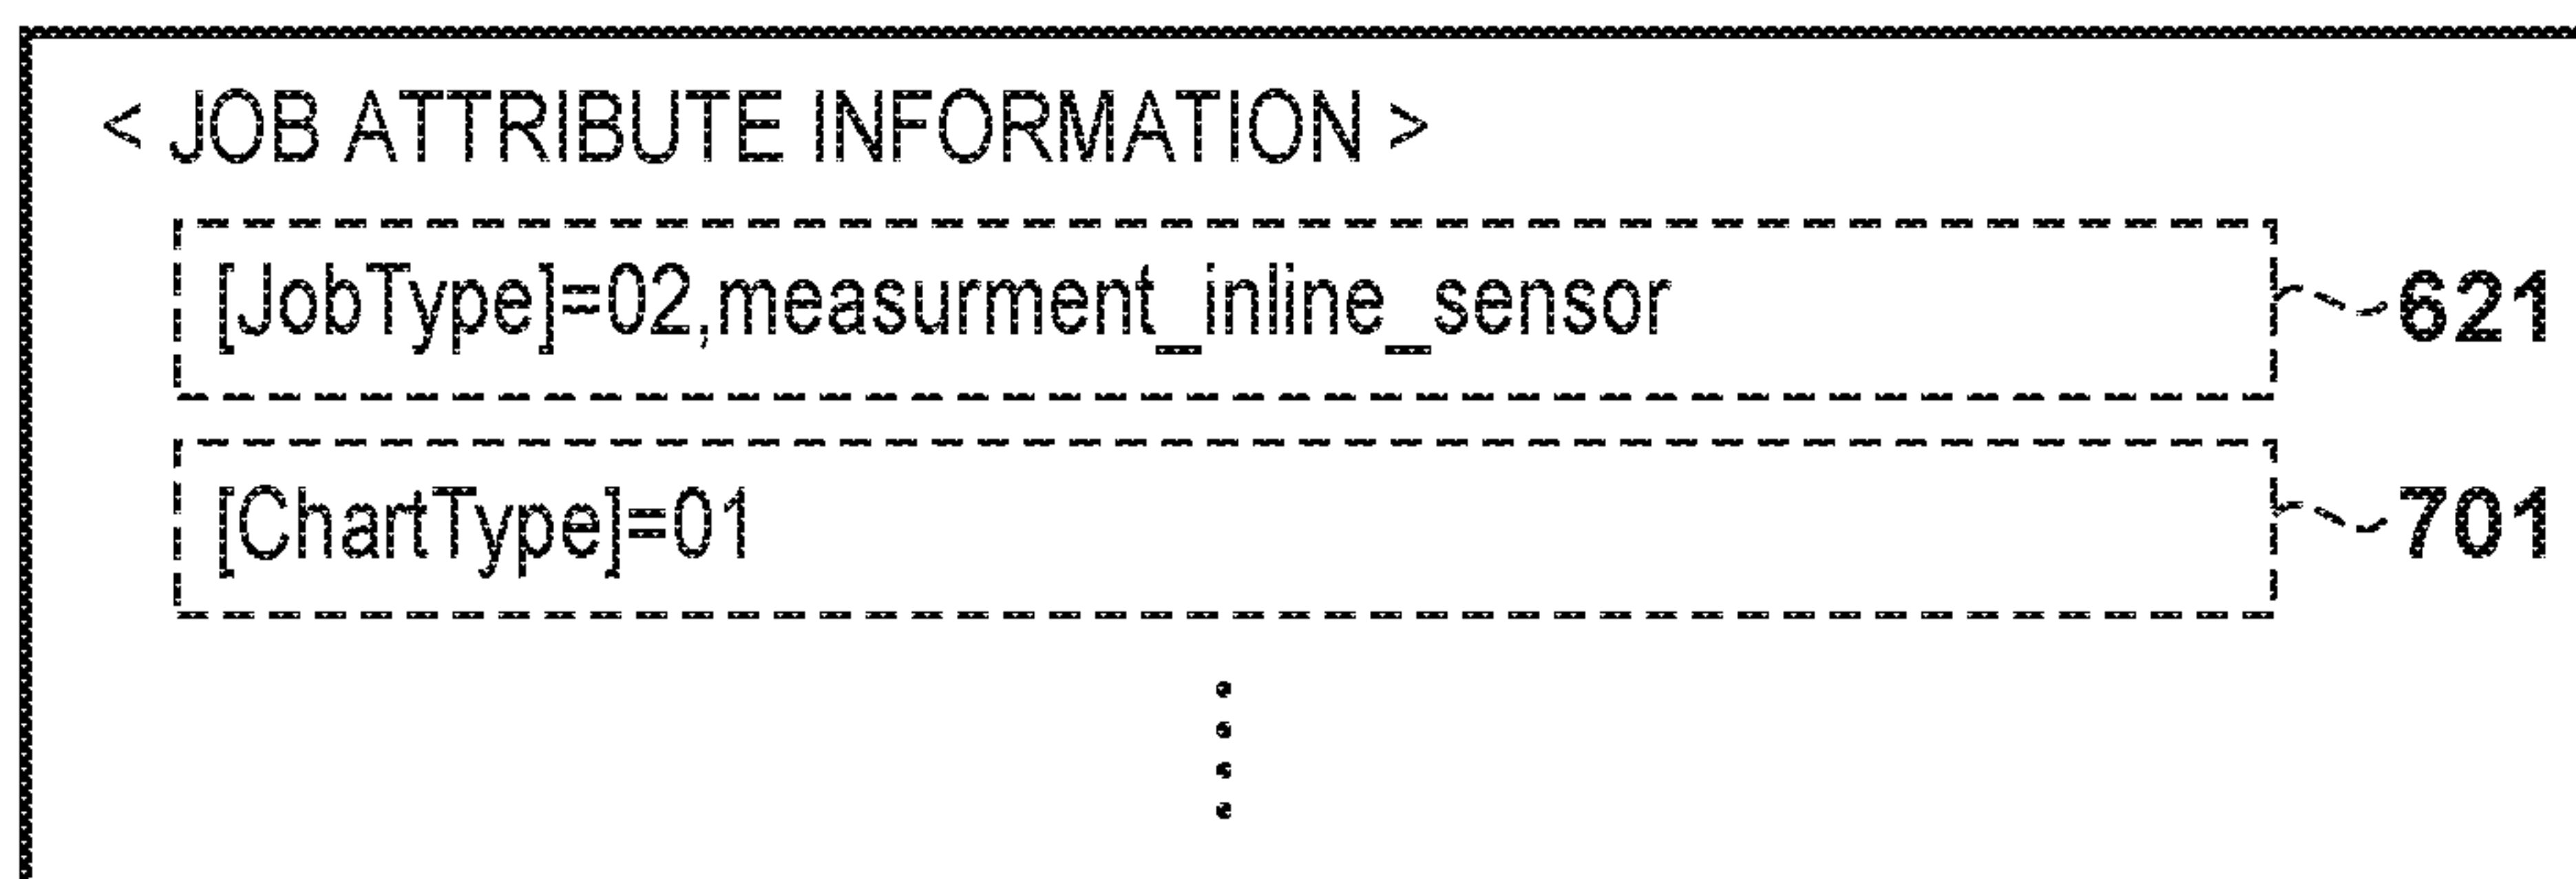 < JOB ATTRIBUTE INFORMATION >
[JobType]=02,measurment_inline_sensor 621
[ChartType]=01 701